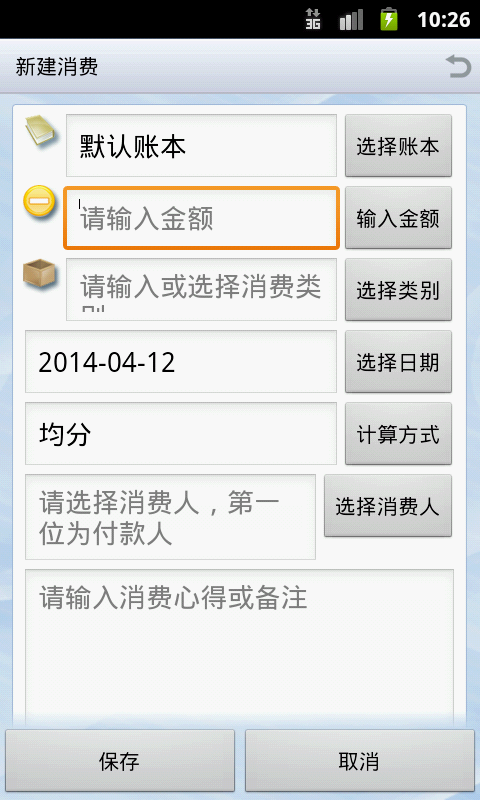 3G
10:26
新建消费
默认账本
选择账本
请输入金额
输入金额
请输入或选择消费类
别
选择类别
2014-04-12
选择日期
均分
计算方式
请选择消费人，第一
位为付款人
选择消费人
请输入消费心得或备注
保存
取消